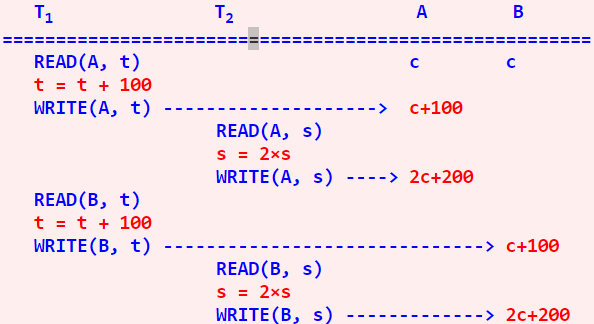 T₁ T₂ A B
========================================================
READ(A, t) c c
t = t + 100
WRITE(A, t) --------------------> c+100
READ(A, s)
s = 2×s
WRITE(A, s) ----> 2c+200
READ(B, t)
t = t + 100
WRITE(B, t) ------------------------------> c+100
READ(B, s)
s = 2×s
WRITE(B, s) -------------> 2c+200